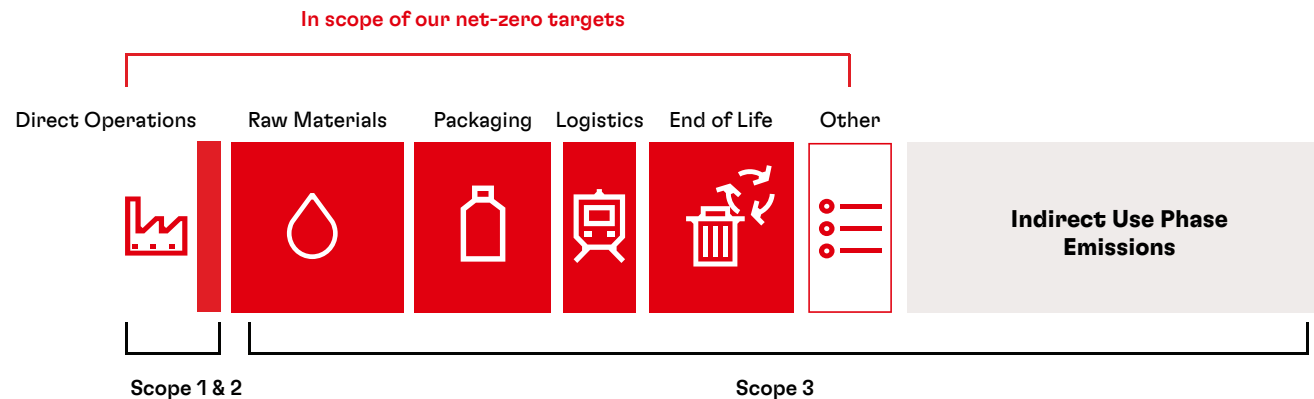 In scope of our net-zero targets
Direct Operations
Raw Materials
Packaging
Logistics
End of Life
Other
Indirect Use Phase
Emissions
Scope 1 & 2
Scope 3